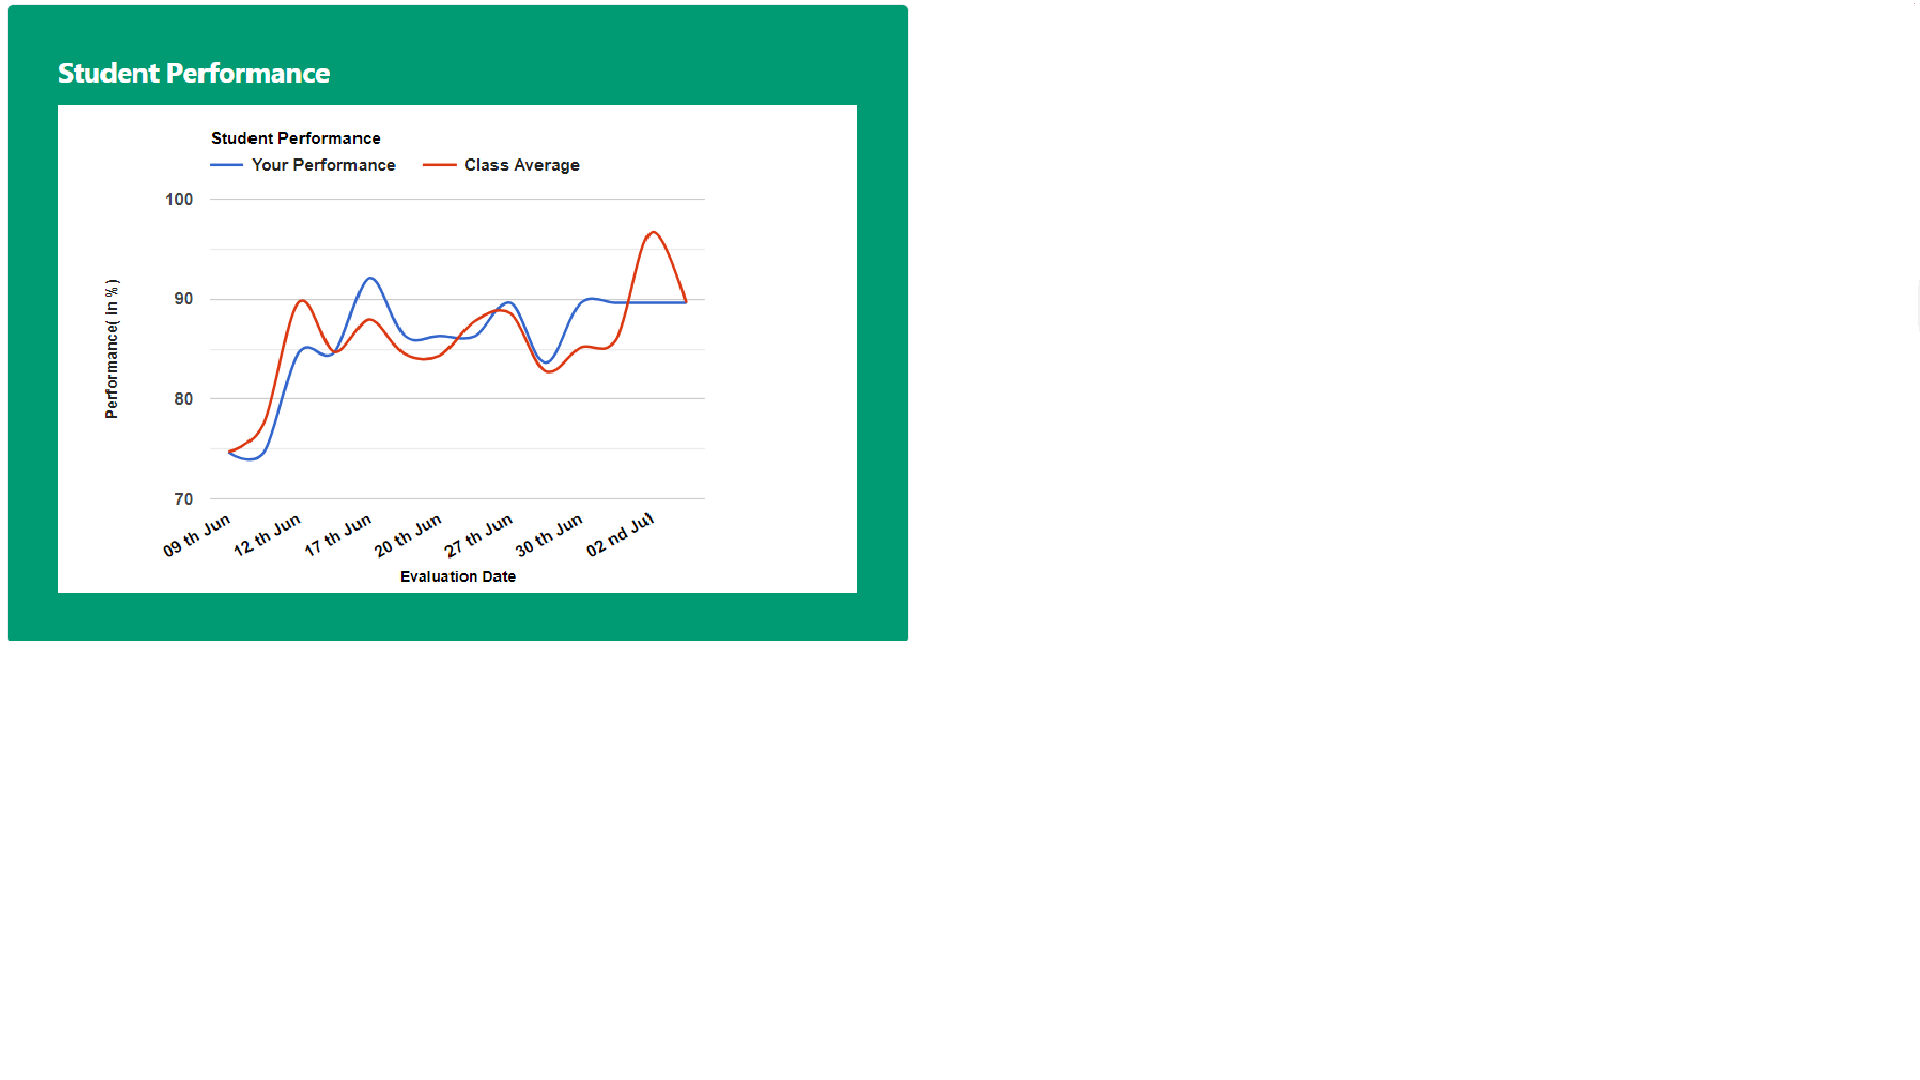 Student Performance
Student Performance
Your Performance Class Average
100
90
80
70
Performance( in % )
09 th Jun 12 th Jun 17 th Jun 20 th Jun 27 th Jun 30 th Jun 02 nd Jul
Evaluation Date